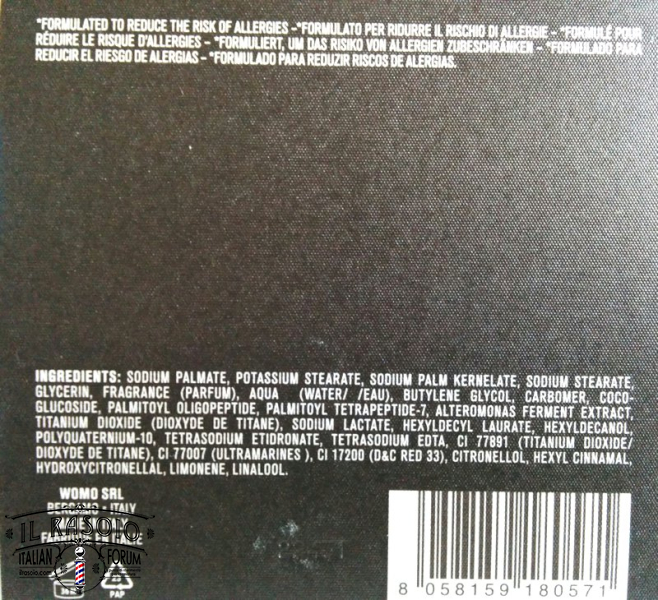 *FORMULATED TO REDUCE THE RISK OF ALLERGIES -*FORMULATO PER RIDURRE IL RISCHIO DI ALLERGIE – *FORMULÉ POUR
RÉDUIRE LE RISQUE D'ALLERGIES – *FORMULIERT, UM DAS RISIKO VON ALLERGIEN ZUBESCHRÄNKEN – *FORMULADO PARA
REDUCIR EL RIESGO DE ALERGIAS – *FORMULADO PARA REDUZIR RISCOS DE ALERGIAS.
INGREDIENTS: SODIUM PALMATE, POTASSIUM STEARATE, SODIUM PALM KERNELATE, SODIUM STEARATE,
GLYCERIN, FRAGRANCE (PARFUM), AQUA (WATER/ /EAU), BUTYLENE GLYCOL, CARBOMER, COCO-
GLUCOSIDE, PALMITOYL OLIGOPEPTIDE, PALMITOYL TETRAPEPTIDE-7, ALTEROMONAS FERMENT EXTRACT,
TITANIUM DIOXIDE (DIOXYDE DE TITANE), SODIUM LACTATE, HEXYLDECYL LAURATE, HEXYLDECANOL,
POLYQUATERNIUM-10, TETRASODIUM ETIDRONATE, TETRASODIUM EDTA, CI 77891 (TITANIUM DIOXIDE/
DIOXYDE DE TITANE), CI 77007 (ULTRAMARINES ), CI 17200 (D&C RED 33), CITRONELLOL, HEXYL CINNAMAL,
HYDROXYCITRONELLAL, LIMONENE, LINALOOL.
WOMO SRL
BERGAMO - ITALY
IL RASOIO
ITALIAN FORUM
ilrasoio.com
PAP
8 058159 180571